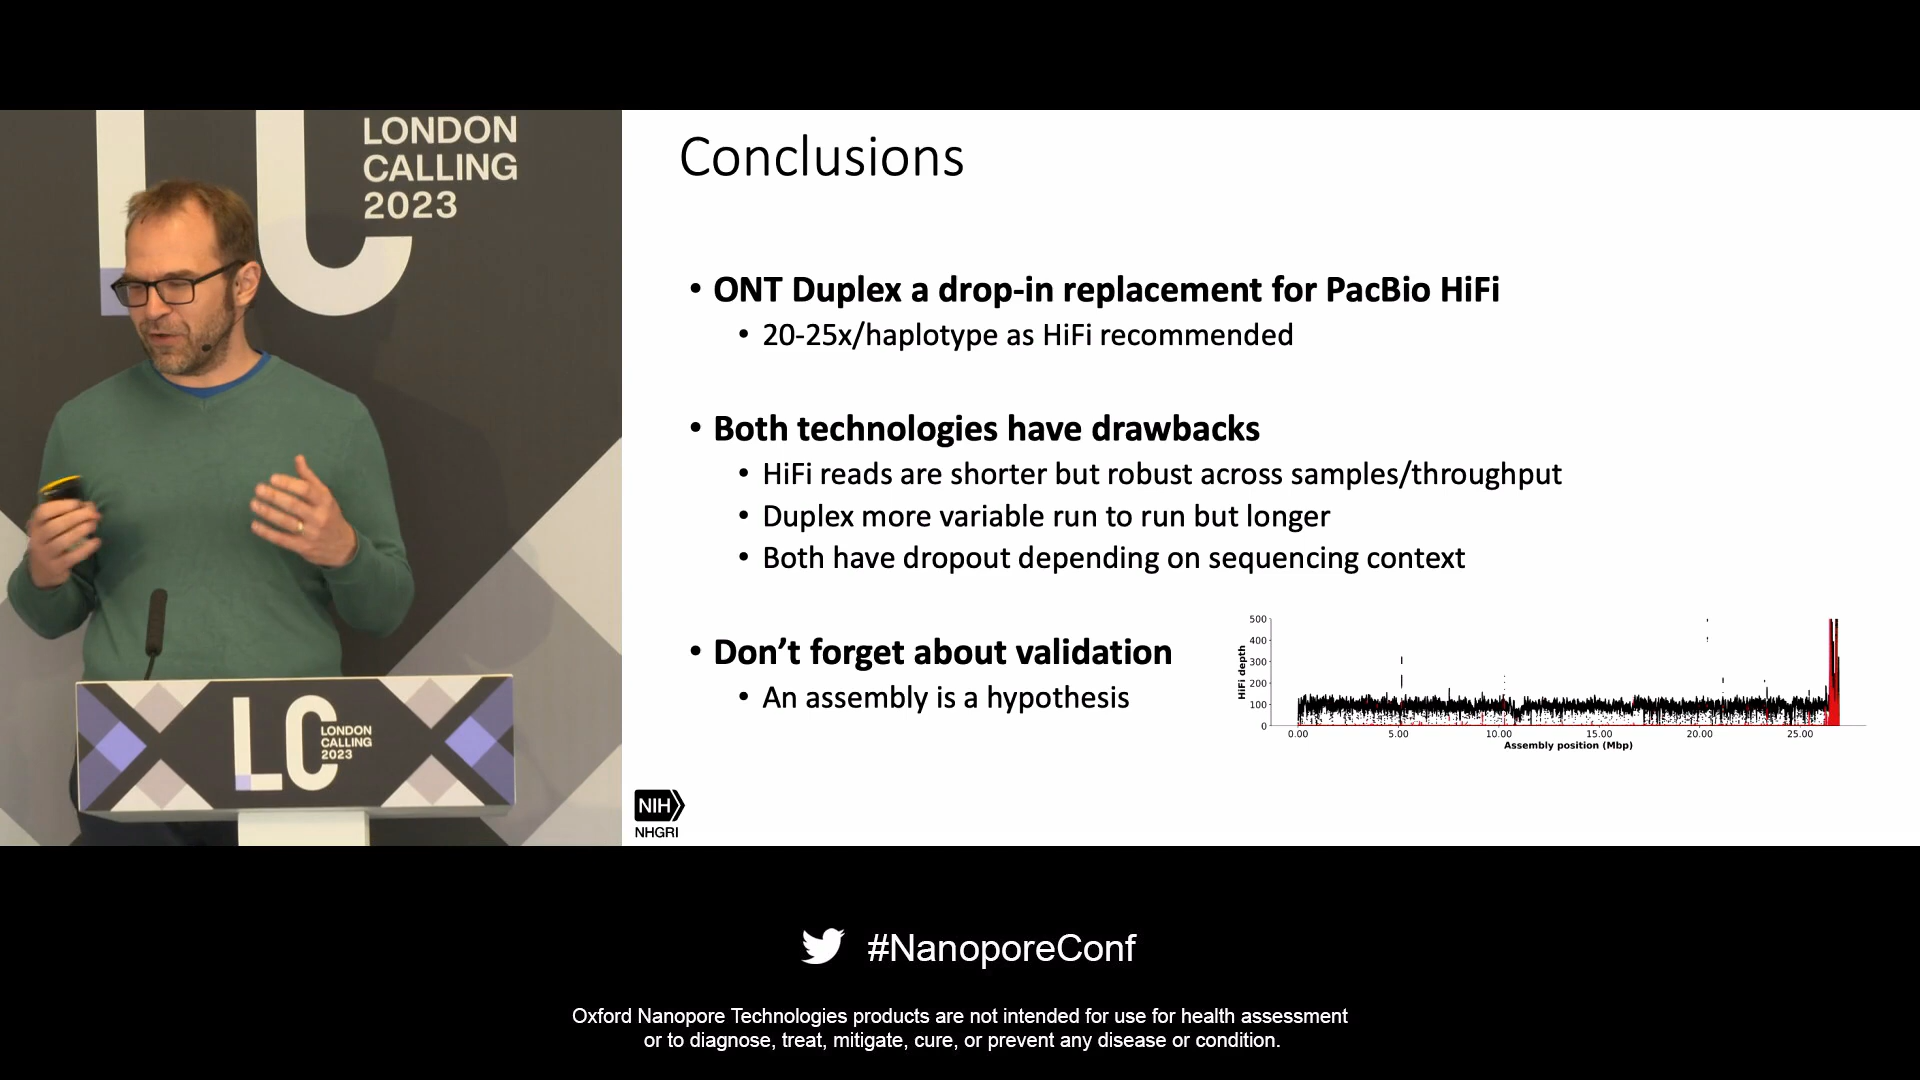 LONDON
CALLING
2023
LC
LONDON
CALLING
2023
Conclusions
• ONT Duplex a drop-in replacement for PacBio HiFi
• 20-25x/haplotype as HiFi recommended
• Both technologies have drawbacks
• HiFi reads are shorter but robust across samples/throughput
• Duplex more variable run to run but longer
• Both have dropout depending on sequencing context
• Don’t forget about validation
• An assembly is a hypothesis
HiFi depth
500
400
300
200
100
0
0.00 5.00 10.00 15.00 20.00 25.00
Assembly position (Mbp)
NIH
NHGRI
#NanoporeConf
Oxford Nanopore Technologies products are not intended for use for health assessment
or to diagnose, treat, mitigate, cure, or prevent any disease or condition.